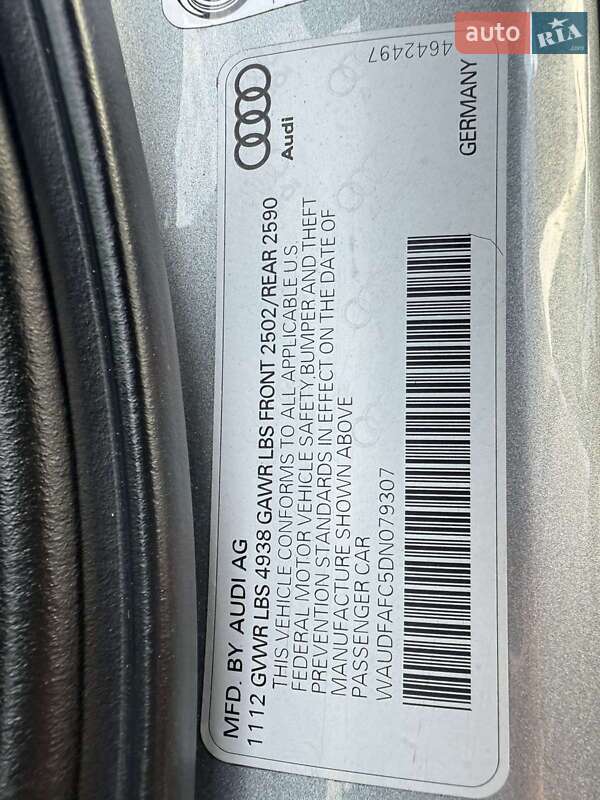 auto RIA.com
4642497
Audi
GERMANY
MFD. BY AUDI AG
1112 GVWR LBS 4938 GAWR LBS FRONT 2502/REAR 2590
THIS VEHICLE CONFORMS TO ALL APPLICABLE U.S.
FEDERAL MOTOR VEHICLE SAFETY,BUMPER AND THEFT
PREVENTION STANDARDS IN EFFECT ON THE DATE OF
MANUFACTURE SHOWN ABOVE
PASSENGER CAR
WAUDFAFC5DN079307